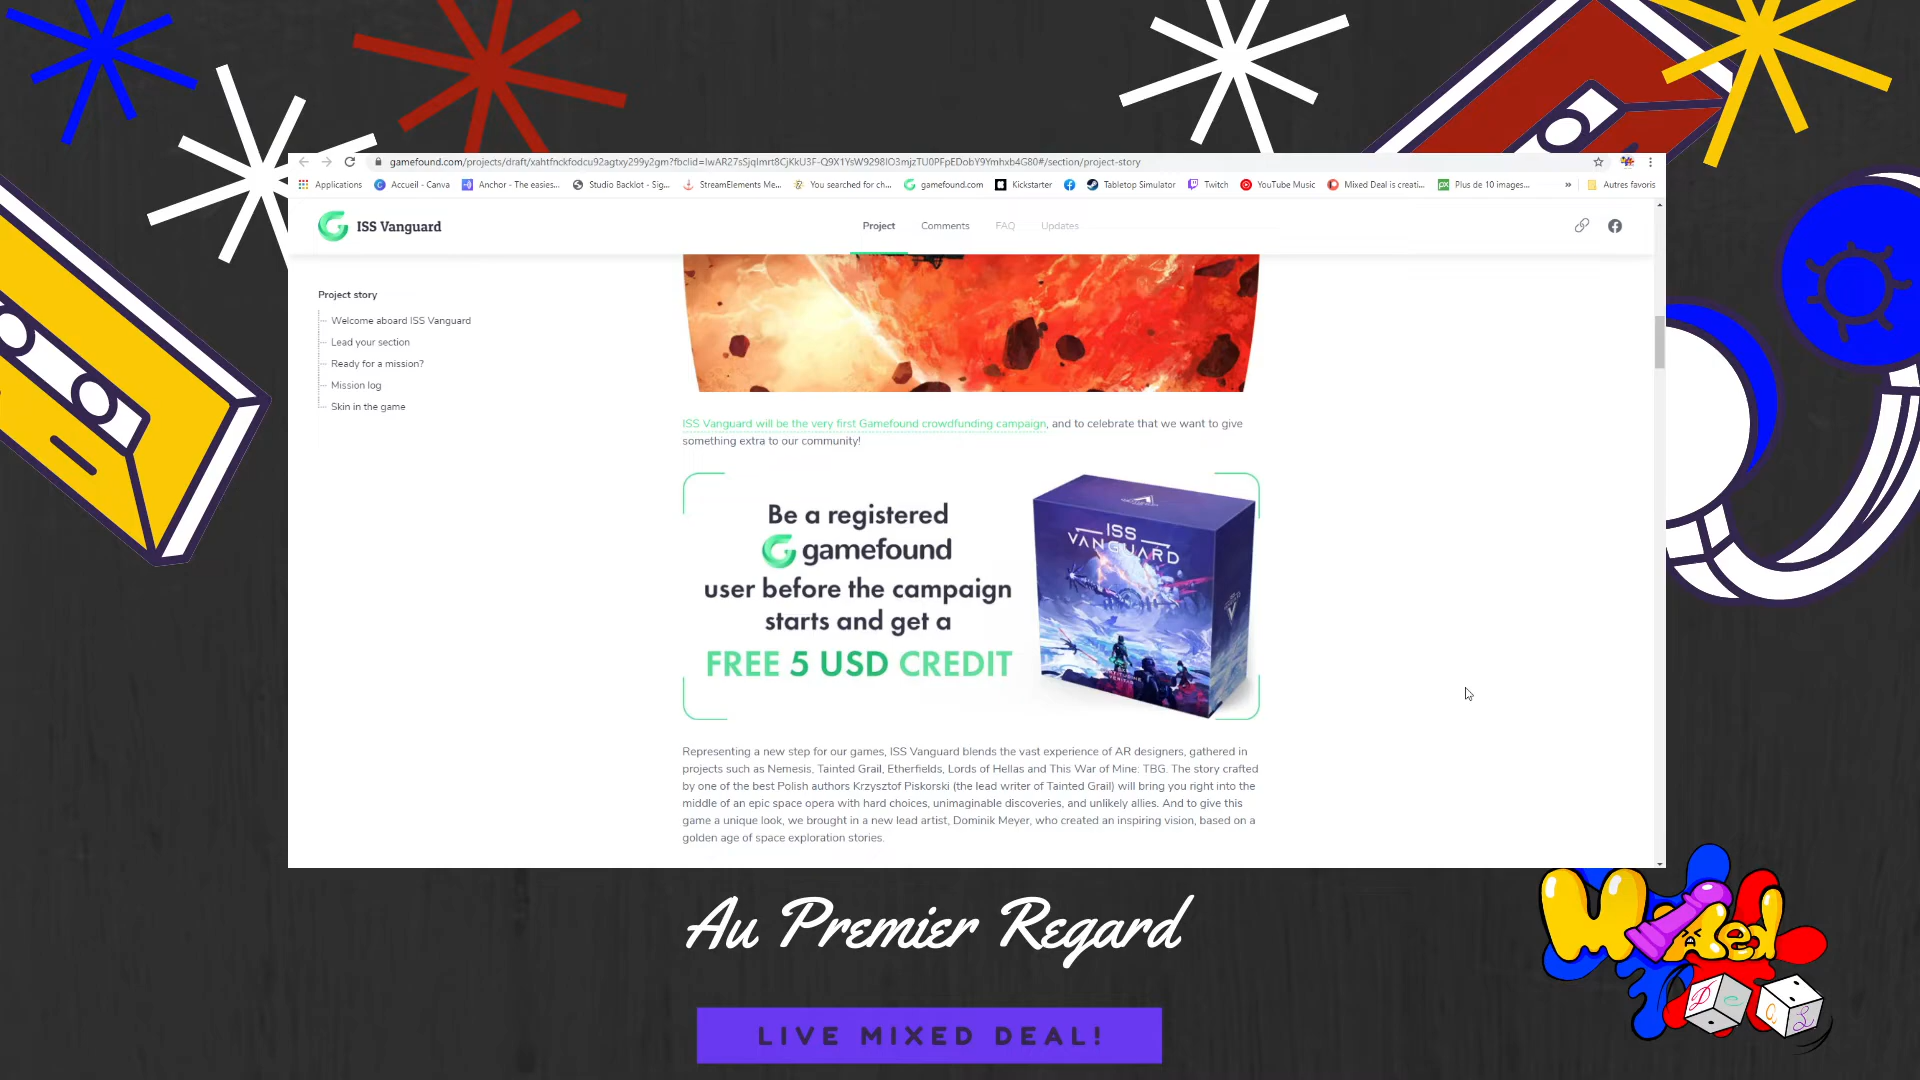 gamefound.com/projects/draft/xahtfnckfodcu92agtxy299y2gm?fbclid=IwAR27sSjqImrt8CjKkU3F-Q9X1YsW9298IO3mjzTU0PFpEDobY9Ymhxb4G80#/section/project-story
Applications Accueil - Canva Anchor - The easies... Studio Backlot - Sig... StreamElements Me... You searched for ch... gamefound.com Kickstarter Tabletop Simulator Twitch YouTube Music Mixed Deal is creati... Plus de 10 images... » Autres favoris
ISS Vanguard Project Comments FAQ Updates
Project story
Welcome aboard ISS Vanguard
Lead your section
Ready for a mission?
Mission log
Skin in the game
ISS Vanguard will be the very first Gamefound crowdfunding campaign, and to celebrate that we want to give
something extra to our community!
Be a registered
gamefound
user before the campaign
starts and get a
FREE 5 USD CREDIT
ISS
VANGUARD
Representing a new step for our games, ISS Vanguard blends the vast experience of AR designers, gathered in
projects such as Nemesis, Tainted Grail, Etherfields, Lords of Hellas and This War of Mine: TBG. The story crafted
by one of the best Polish authors Krzysztof Piskorski (the lead writer of Tainted Grail) will bring you right into the
middle of an epic space opera with hard choices, unimaginable discoveries, and unlikely allies. And to give this
game a unique look, we brought in a new lead artist, Dominik Meyer, who created an inspiring vision, based on a
golden age of space exploration stories.
Au Premier Regard
LIVE MIXED DEAL!
Mixed
DeaL